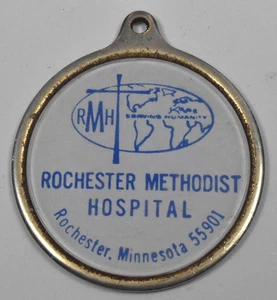 RMH
SERVING HUMANITY
ROCHESTER METHODIST
HOSPITAL
Rochester, Minnesota 55901